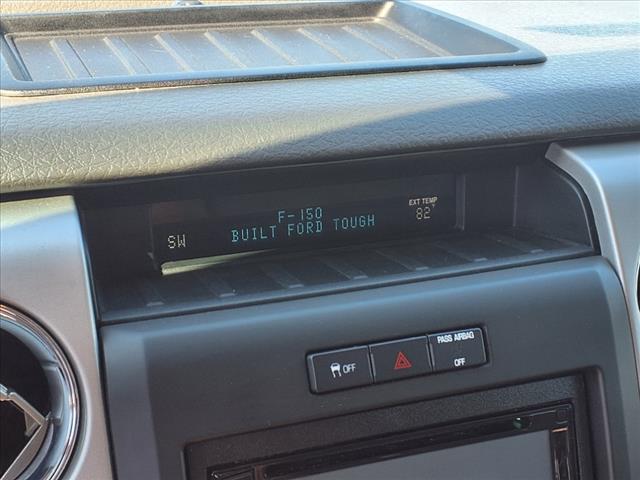 F-150
EXT TEMP
SW
BUILT FORD TOUGH
82°
PASS AIRBAG
OFF
OFF